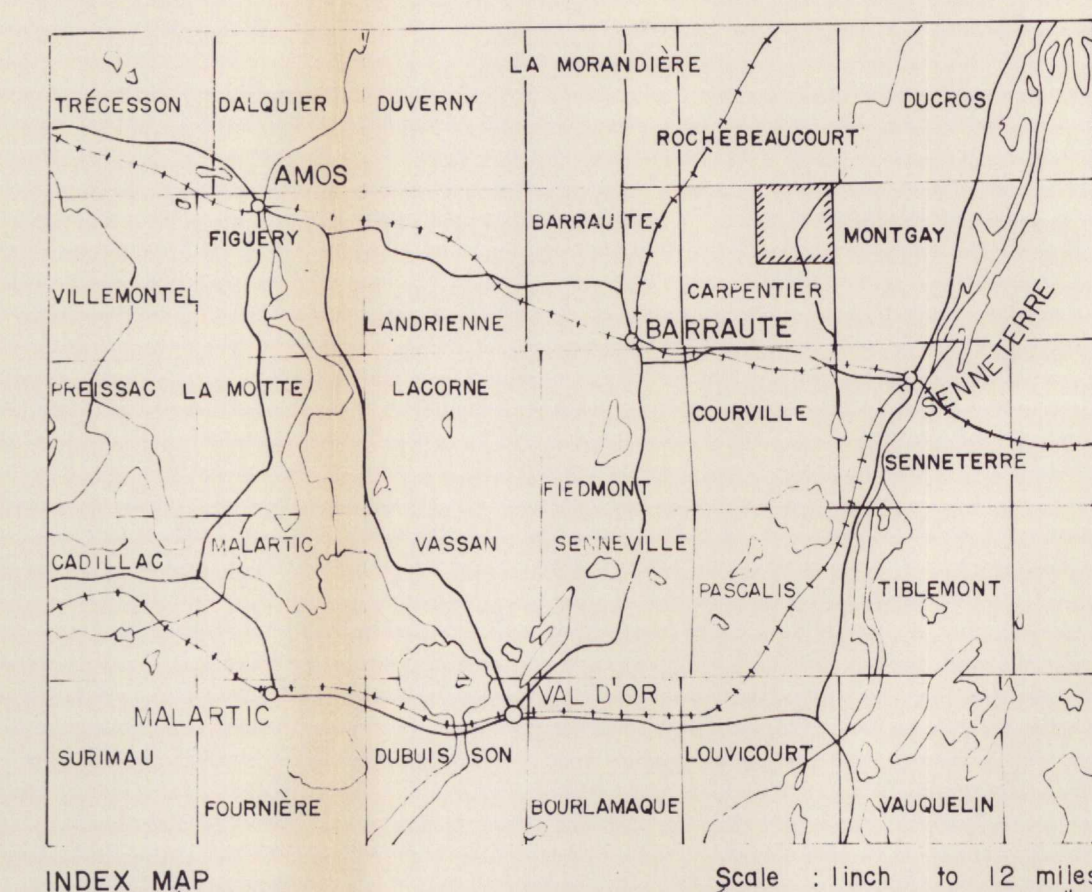 LA MORANDIÈRE
TRÉCESSON DALQUIER DUVERNY DUCROS
ROCHEBEAUCOURT
AMOS
FIGUERY BARRAUTE MONTGAY
VILLEMONTEL CARPENTIER
LANDRIENNE BARRAUTE
SENNETERRE
PREISSAC LA MOTTE LACORNE
COURVILLE
SENNETERRE
FIEDMONT
CADILLAC MALARTIC VASSAN SENNEVILLE
PASCALIS TIBLEMONT
MALARTIC VAL D'OR
SURIMAU DUBUISSON LOUVICOURT
FOURNIÈRE BOURLAMAQUE VAUQUELIN
INDEX MAP Scale : 1 inch to 12 miles